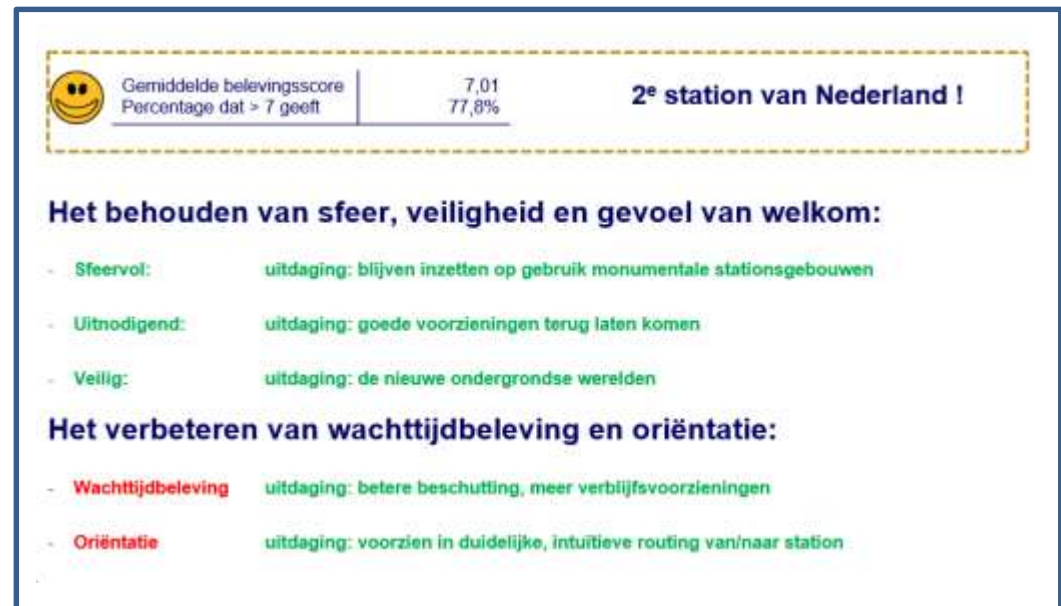 Gemiddelde belevingsscore 7,01
Percentage dat > 7 geeft 77,8%
2e station van Nederland !
Het behouden van sfeer, veiligheid en gevoel van welkom:
- Sfeervol: uitdaging: blijven inzetten op gebruik monumentale stationsgebouwen
- Uitnodigend: uitdaging: goede voorzieningen terug laten komen
- Veilig: uitdaging: de nieuwe ondergrondse werelden
Het verbeteren van wachttijdbeleving en oriëntatie:
- Wachttijdbeleving uitdaging: betere beschutting, meer verblijfsvoorzieningen
- Oriëntatie uitdaging: voorzien in duidelijke, intuïtieve routing van/naar station